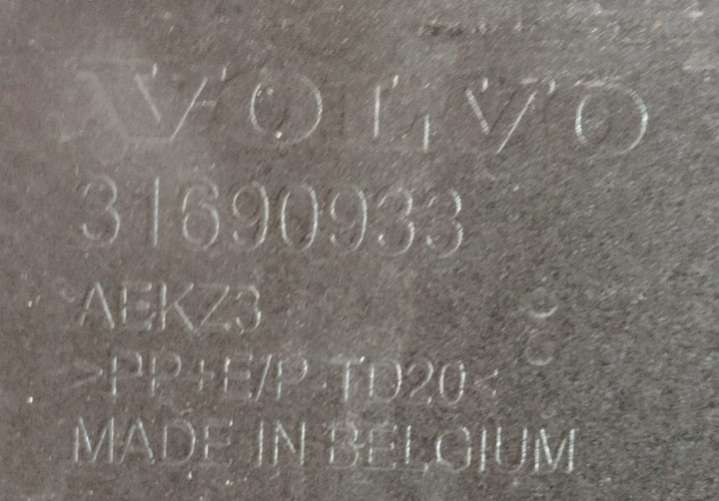 VOLVO
31690933
AEKZ3
>PP+E/P-TD20<
MADE IN BELGIUM